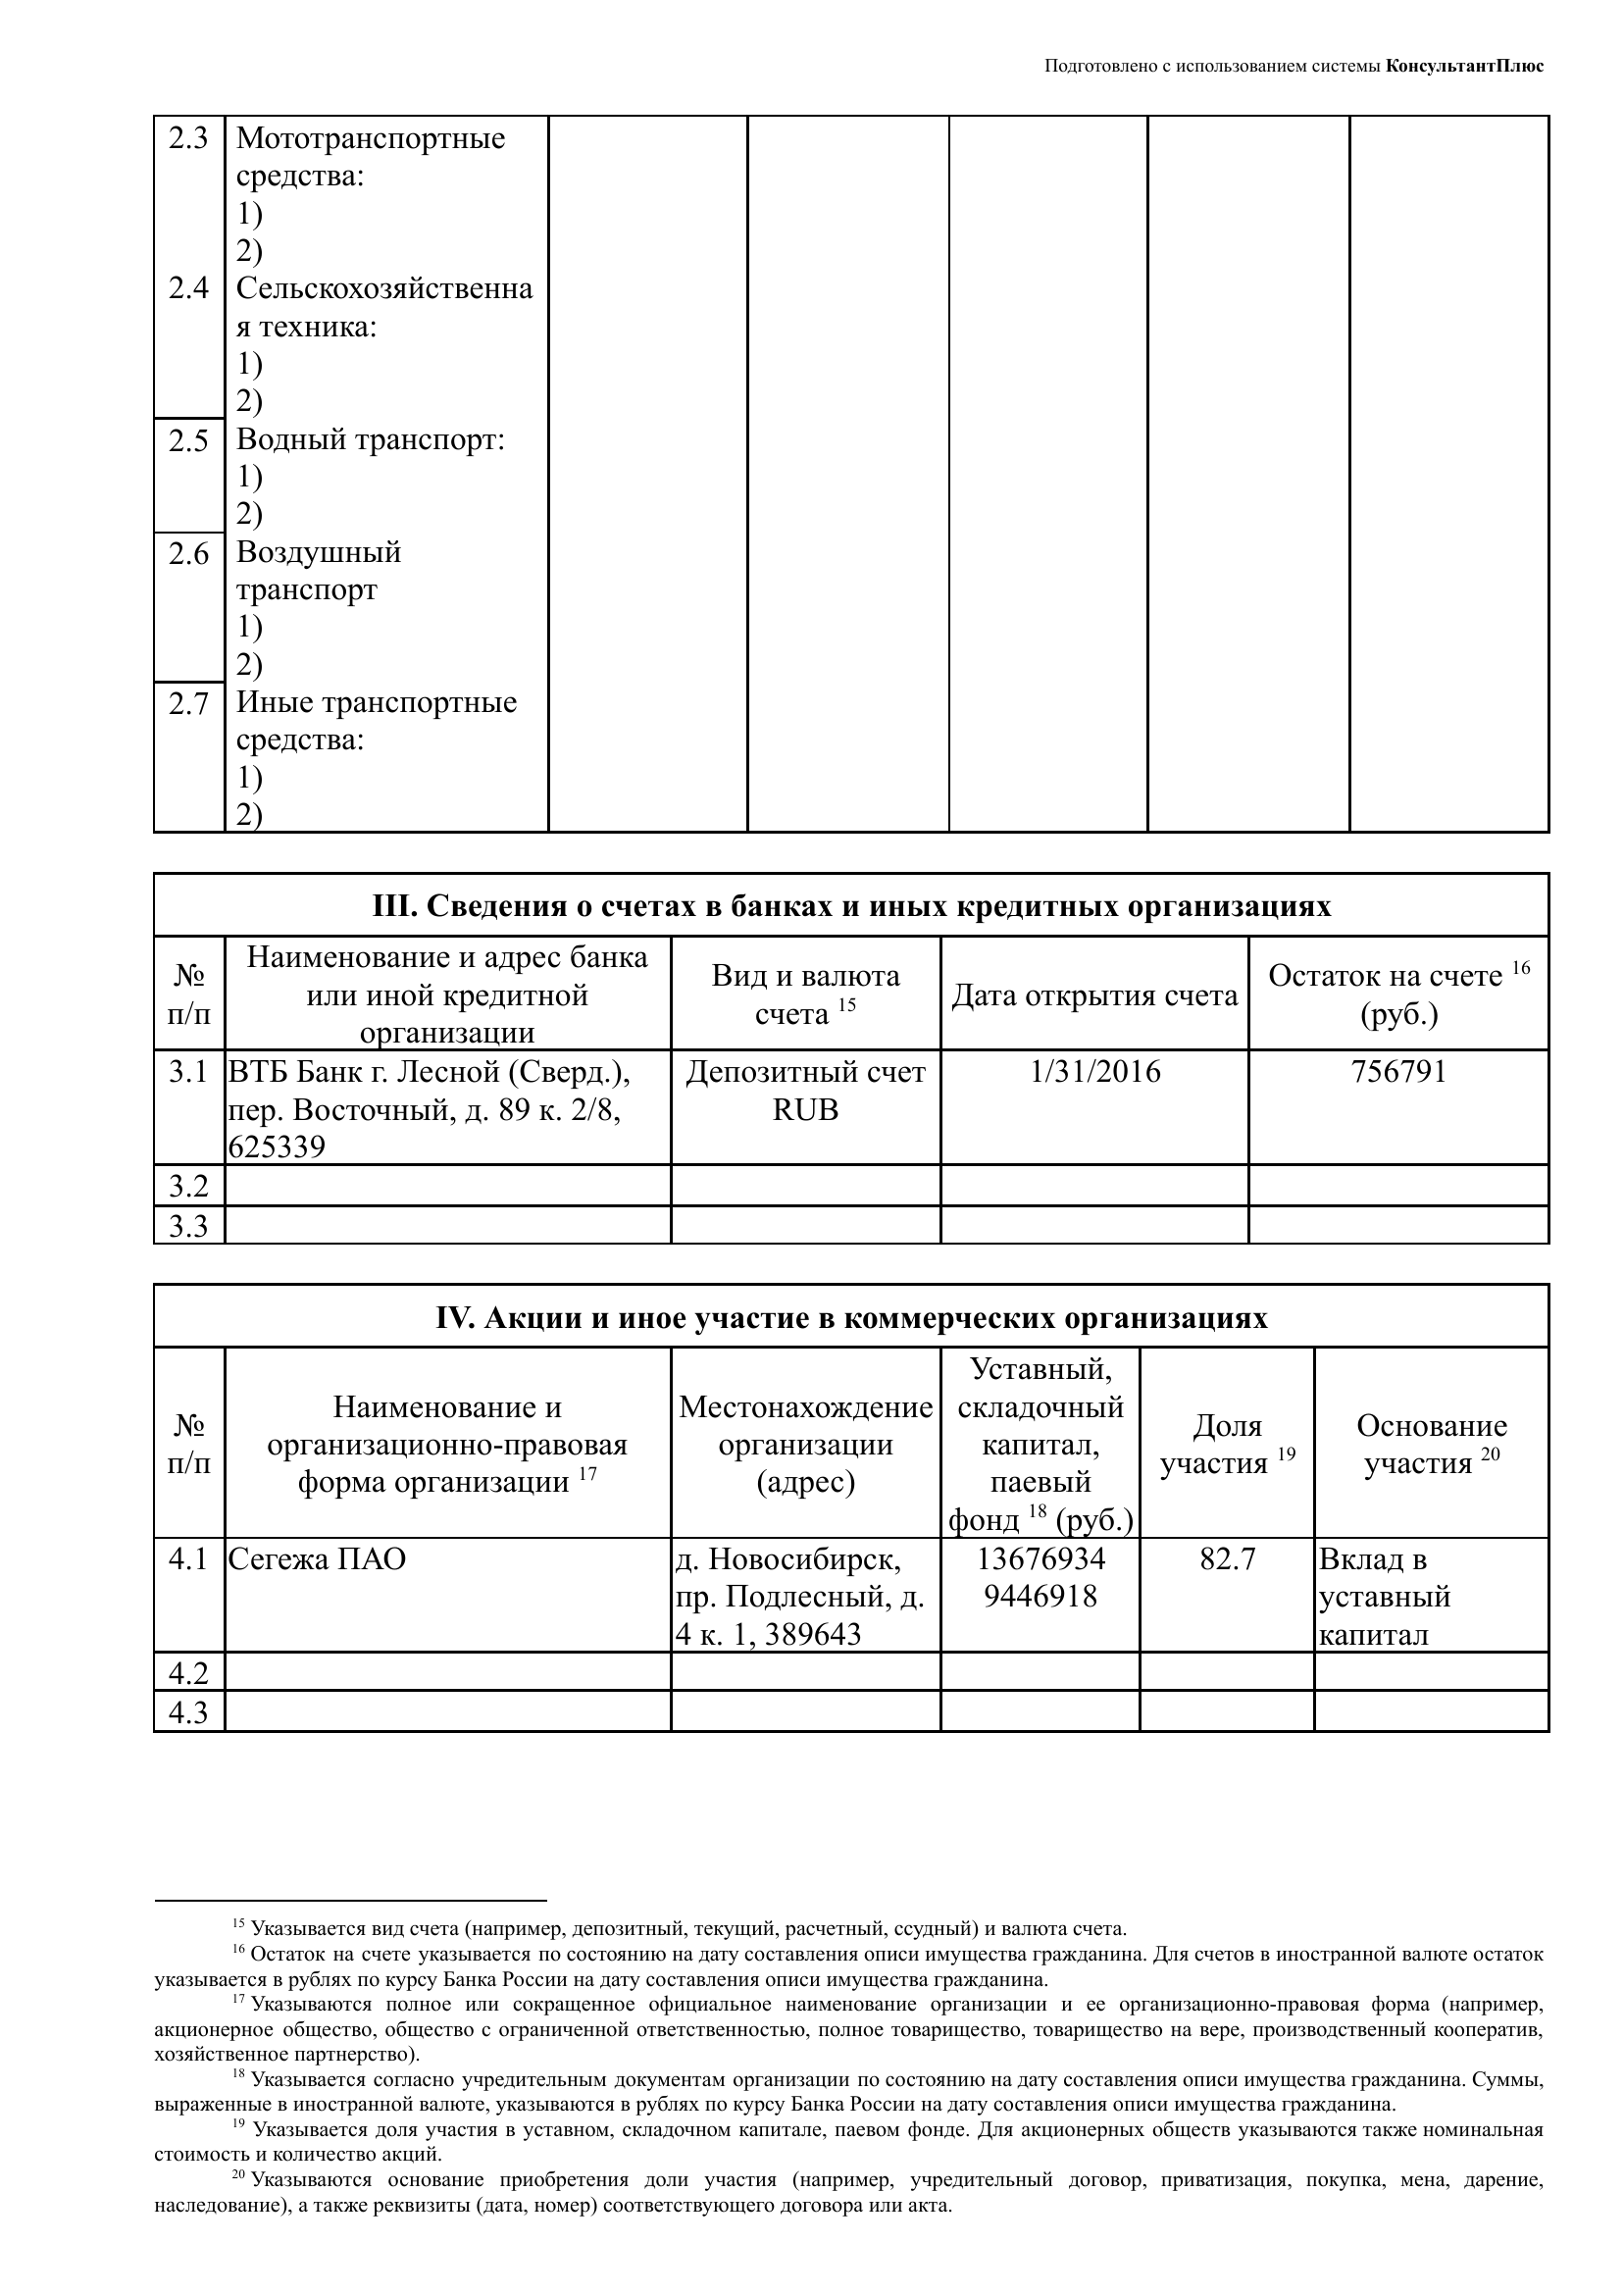 Подготовлено с использованием системы КонсультантПлюс
2.3 Мототранспортные
средства:
1)
2)
2.4 Сельскохозяйственна
я техника:
1)
2)
2.5 Водный транспорт:
1)
2)
2.6 Воздушный
транспорт
1)
2)
2.7 Иные транспортные
средства:
1)
2)
III. Сведения о счетах в банках и иных кредитных организациях
№
п/п
Наименование и адрес банка
или иной кредитной
организации
Вид и валюта
счета 15
Дата открытия счета
Остаток на счете 16
(руб.)
3.1
ВТБ Банк г. Лесной (Сверд.),
пер. Восточный, д. 89 к. 2/8,
625339
Депозитный счет
RUB
1/31/2016
756791
3.2
3.3
IV. Акции и иное участие в коммерческих организациях
№
п/п
Наименование и
организационно-правовая
форма организации 17
Местонахождение
организации
(адрес)
Уставный,
складочный
капитал,
паевый
фонд 18 (руб.)
Доля
участия 19
Основание
участия 20
4.1
Сегежа ПАО
д. Новосибирск,
пр. Подлесный, д.
4 к. 1, 389643
13676934
9446918
82.7
Вклад в
уставный
капитал
4.2
4.3
15 Указывается вид счета (например, депозитный, текущий, расчетный, ссудный) и валюта счета.
16 Остаток на счете указывается по состоянию на дату составления описи имущества гражданина. Для счетов в иностранной валюте остаток
указывается в рублях по курсу Банка России на дату составления описи имущества гражданина.
17 Указываются полное или сокращенное официальное наименование организации и ее организационно-правовая форма (например,
акционерное общество, общество с ограниченной ответственностью, полное товарищество, товарищество на вере, производственный кооператив,
хозяйственное партнерство).
18 Указывается согласно учредительным документам организации по состоянию на дату составления описи имущества гражданина. Суммы,
выраженные в иностранной валюте, указываются в рублях по курсу Банка России на дату составления описи имущества гражданина.
19 Указывается доля участия в уставном, складочном капитале, паевом фонде. Для акционерных обществ указываются также номинальная
стоимость и количество акций.
20 Указываются основание приобретения доли участия (например, учредительный договор, приватизация, покупка, мена, дарение,
наследование), а также реквизиты (дата, номер) соответствующего договора или акта.